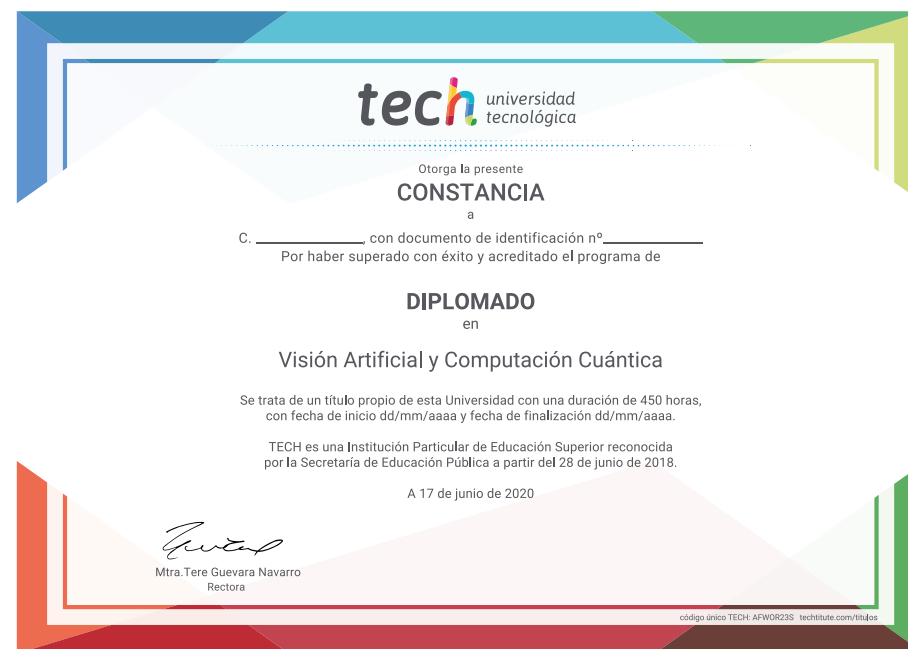 tech universidad
tecnológica
Otorga la presente
CONSTANCIA
a
C. ____________, con documento de identificación nº____________
Por haber superado con éxito y acreditado el programa de
DIPLOMADO
en
Visión Artificial y Computación Cuántica
Se trata de un título propio de esta Universidad con una duración de 450 horas,
con fecha de inicio dd/mm/aaaa y fecha de finalización dd/mm/aaaa.
TECH es una Institución Particular de Educación Superior reconocida
por la Secretaría de Educación Pública a partir del 28 de junio de 2018.
A 17 de junio de 2020
Mtra.Tere Guevara Navarro
Rectora
código único TECH: AFWOR23S techtitute.com/titulos